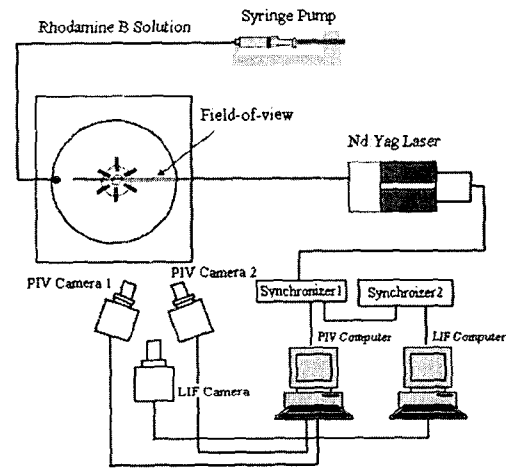 Syringe Pump
Rhodamine B Solution
Field-of-view
Nd Yag Laser
PIV Camera 1
PIV Camera 2
Synchronizer1
Synchroizer2
PIV Computer
LIF Computer
LIF Camera